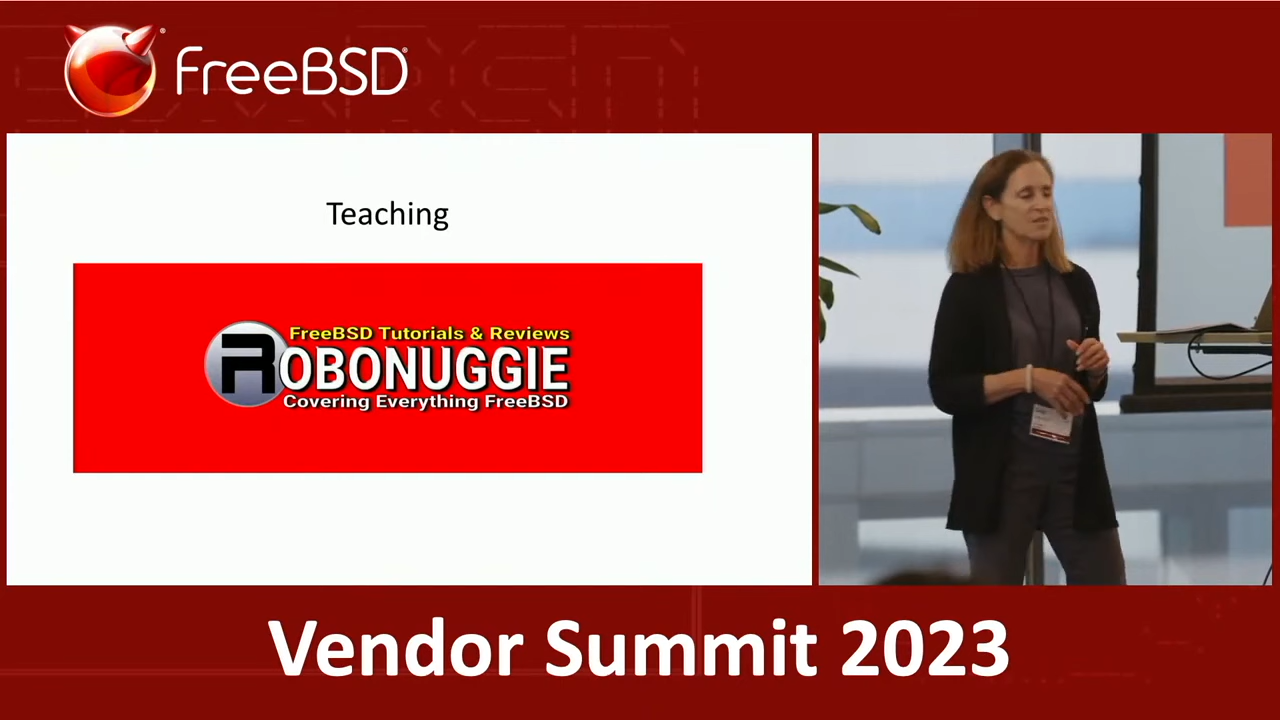 FreeBSD
Teaching
FreeBSD Tutorials & Reviews
ROBONUGGIE
Covering Everything FreeBSD
Vendor Summit 2023